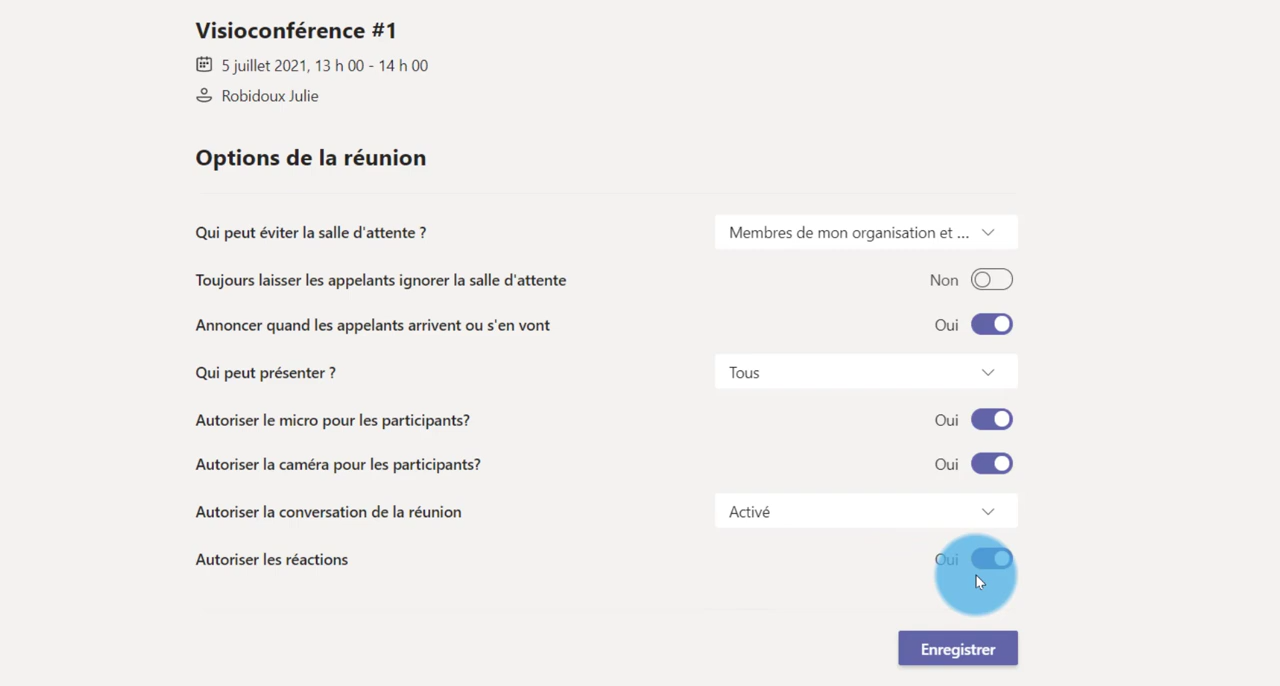 Visioconférence #1
5 juillet 2021, 13 h 00 - 14 h 00
Robidoux Julie
Options de la réunion
Qui peut éviter la salle d'attente ? Membres de mon organisation et ...
Toujours laisser les appelants ignorer la salle d'attente Non
Annoncer quand les appelants arrivent ou s'en vont Oui
Qui peut présenter ? Tous
Autoriser le micro pour les participants? Oui
Autoriser la caméra pour les participants? Oui
Autoriser la conversation de la réunion Activé
Autoriser les réactions Oui
Enregistrer